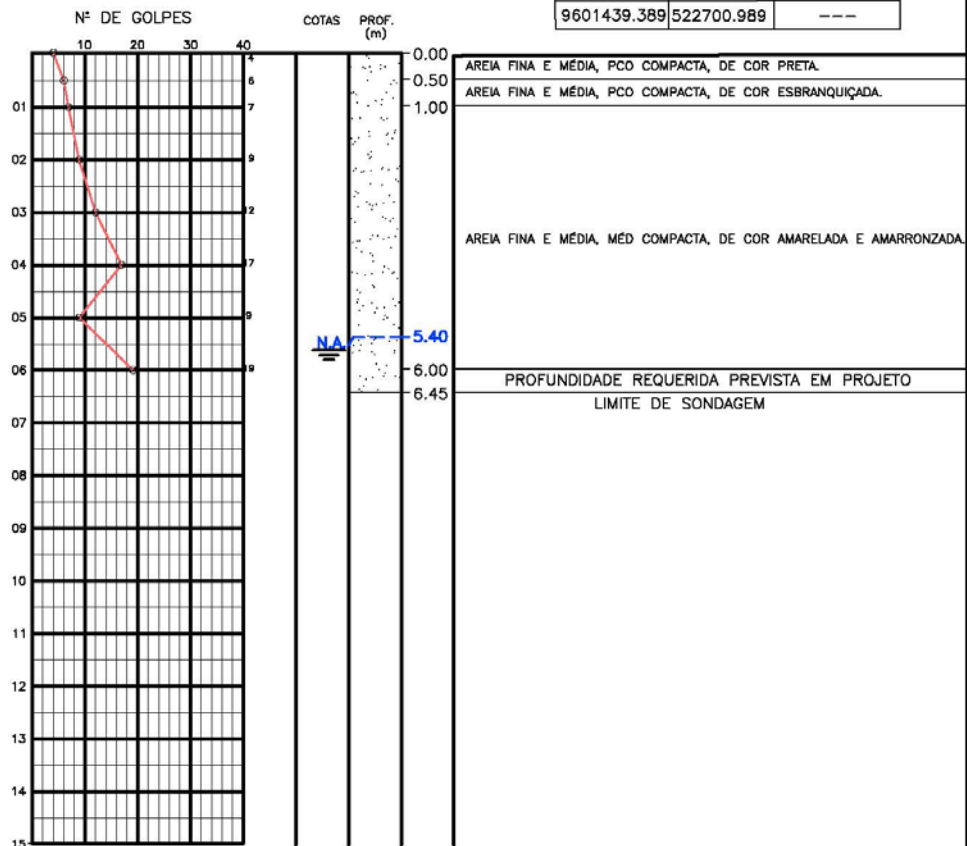 9601439.389 522700.989 ---
Nº DE GOLPES COTAS PROF. (m)
10 20 30 40
4 0.00
AREIA FINA E MÉDIA, PCO COMPACTA, DE COR PRETA.
6 0.50
AREIA FINA E MÉDIA, PCO COMPACTA, DE COR ESBRANQUIÇADA.
01 7 1.00
02 9
03 12
AREIA FINA E MÉDIA, MÉD COMPACTA, DE COR AMARELADA E AMARRONZADA.
04 17
05 9
N.A. 5.40
06 19 6.00
PROFUNDIDADE REQUERIDA PREVISTA EM PROJETO
6.45
LIMITE DE SONDAGEM
07
08
09
10
11
12
13
14
15